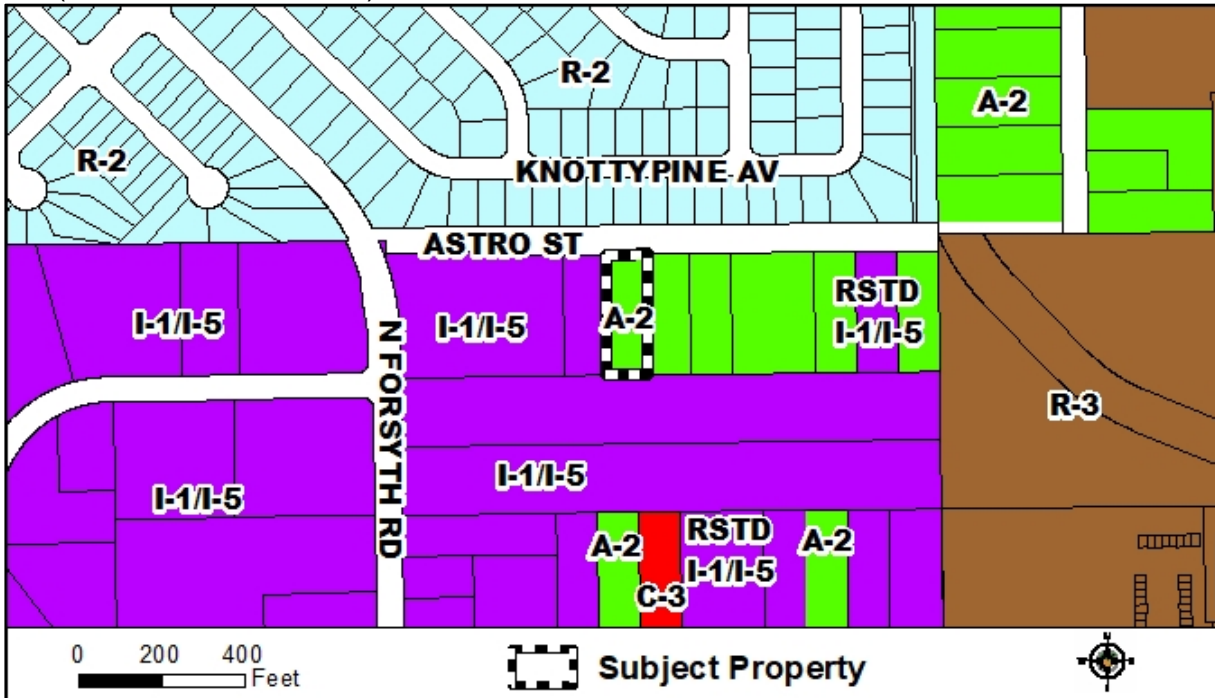 R-2
A-2
R-2
KNOTTYPINE AV
ASTRO ST
RSTD
I-1/I-5
I-1/I-5
I-1/I-5
A-2
N FORSYTH RD
R-3
I-1/I-5
I-1/I-5
RSTD
I-1/I-5
A-2
A-2
C-3
0 200 400
Feet
Subject Property
N